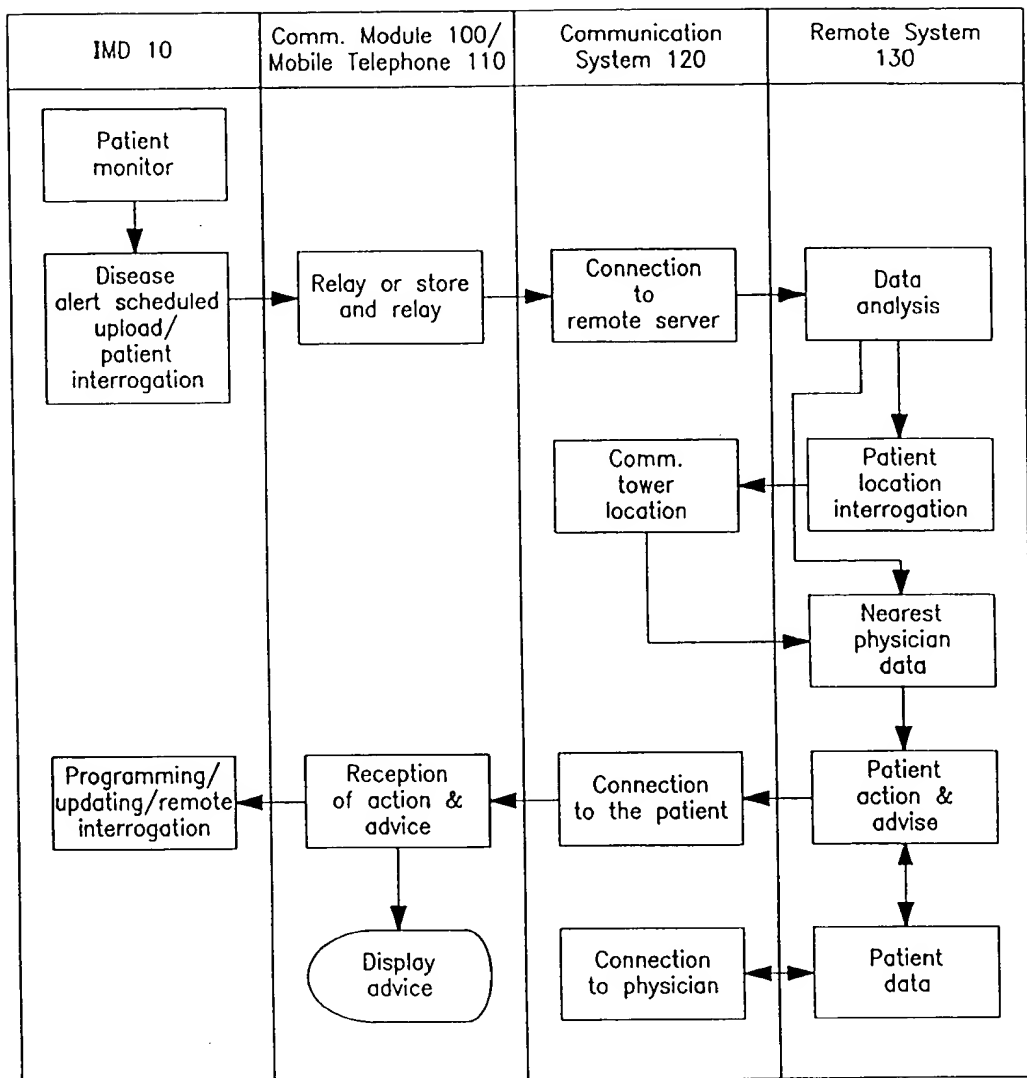 IMD 10
Comm. Module 100/
Mobile Telephone 110
Communication
System 120
Remote System
130
Patient
monitor
Disease
alert scheduled
upload/
patient
interrogation
Relay or store
and relay
Connection
to
remote server
Data
analysis
Comm.
tower
location
Patient
location
interrogation
Nearest
physician
data
Programming/
updating/remote
interrogation
Reception
of action &
advice
Connection
to the patient
Patient
action &
advise
Display
advice
Connection
to physician
Patient
data